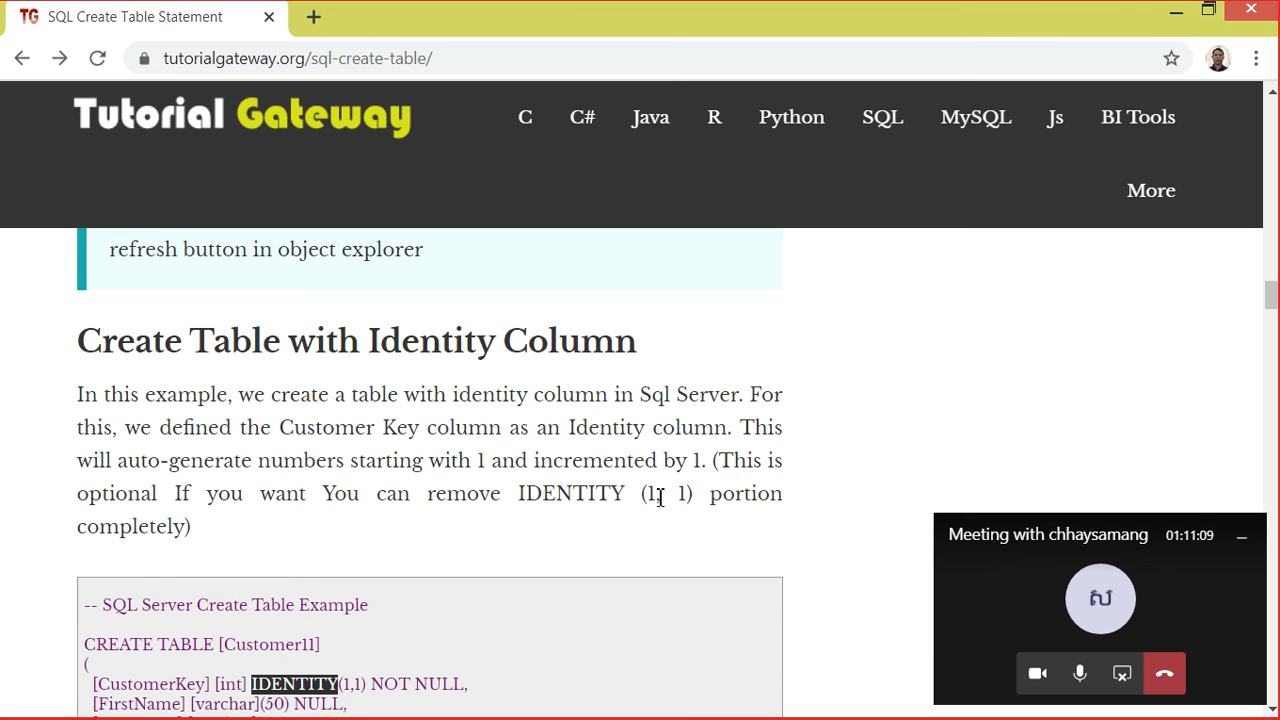 TG SQL Create Table Statement
tutorialgateway.org/sql-create-table/
Tutorial Gateway
C C# Java R Python SQL MySQL Js BI Tools
More
refresh button in object explorer
Create Table with Identity Column
In this example, we create a table with identity column in Sql Server. For
this, we defined the Customer Key column as an Identity column. This
will auto-generate numbers starting with 1 and incremented by 1. (This is
optional If you want You can remove IDENTITY (1, 1) portion
completely)
-- SQL Server Create Table Example
CREATE TABLE [Customer11]
(
[CustomerKey] [int] IDENTITY(1,1) NOT NULL,
[FirstName] [varchar](50) NULL,
Meeting with chhaysamang 01:11:09
ស